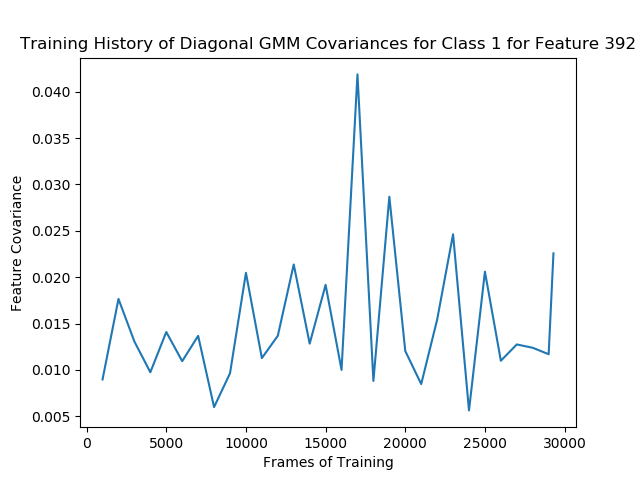 Training History of Diagonal GMM Covariances for Class 1 for Feature 392
0.040
0.035
0.030
0.025
0.020
0.015
0.010
0.005
Feature Covariance
0 5000 10000 15000 20000 25000 30000
Frames of Training